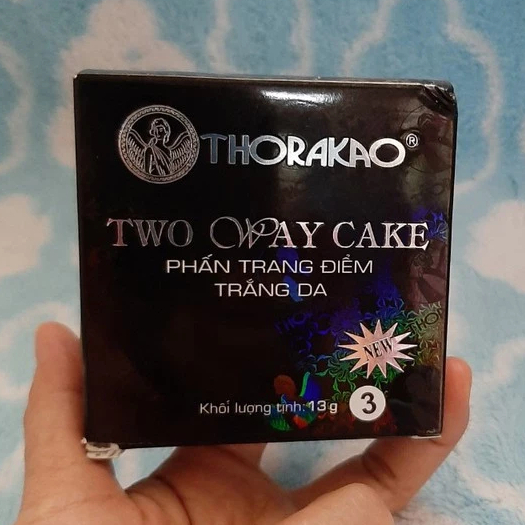 THORAKAO®
TWO WAY CAKE
PHẤN TRANG ĐIỂM
TRẮNG DA
NEW
Khối lượng tịnh: 13g 3